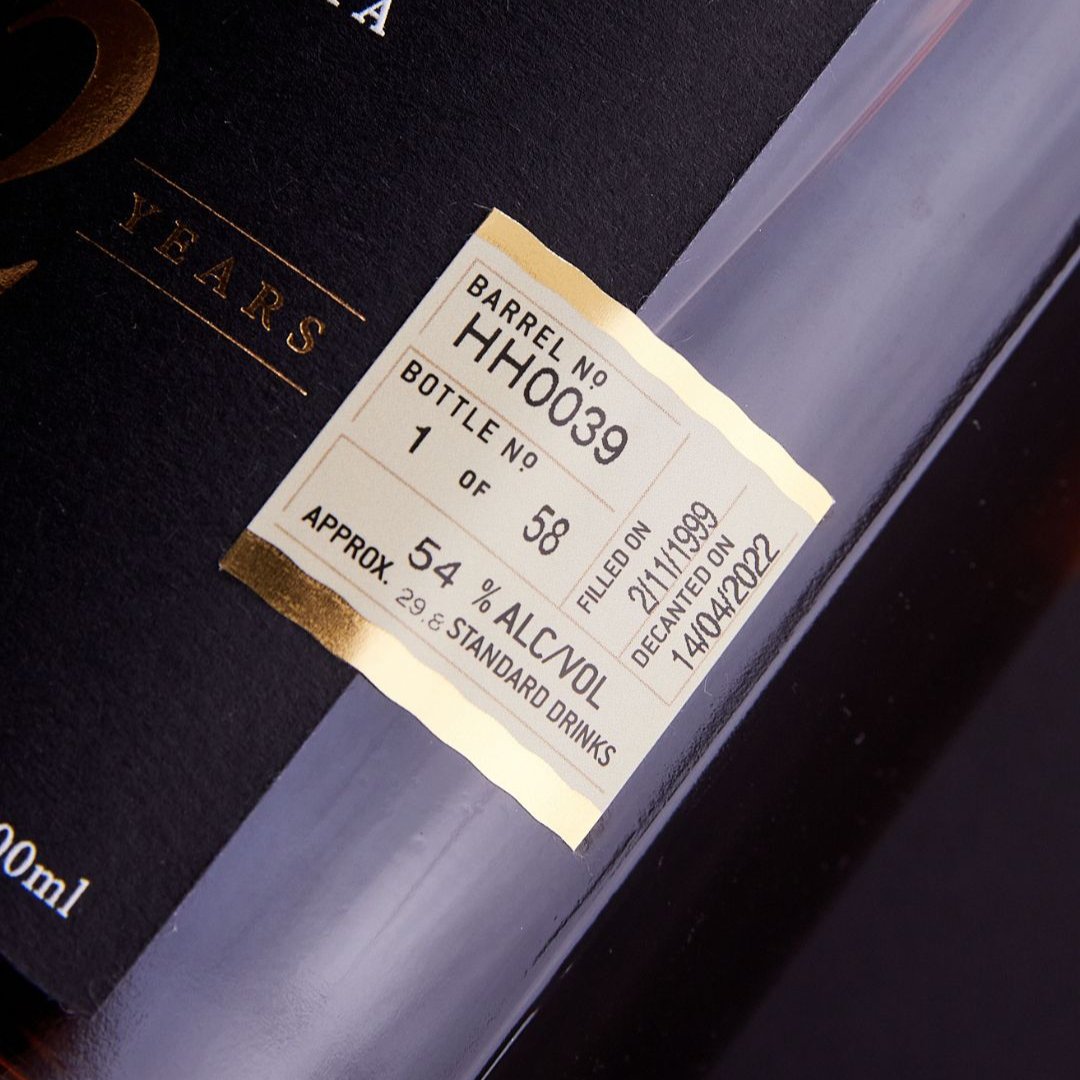 2
YEARS
BARREL Nº
HH0039
BOTTLE Nº
1 OF 58
54 % ALC/VOL
APPROX. 29.8 STANDARD DRINKS
FILLED ON
2/11/1999
DECANTED ON
14/04/2022
00ml